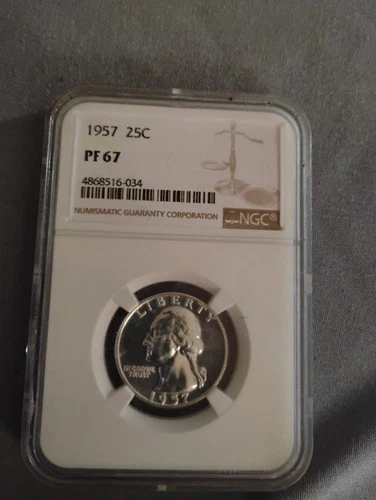 1957 25C
PF 67
4868516-034
NUMISMATIC GUARANTY CORPORATION
NGC®
LIBERTY
IN GOD WE
TRUST
1957